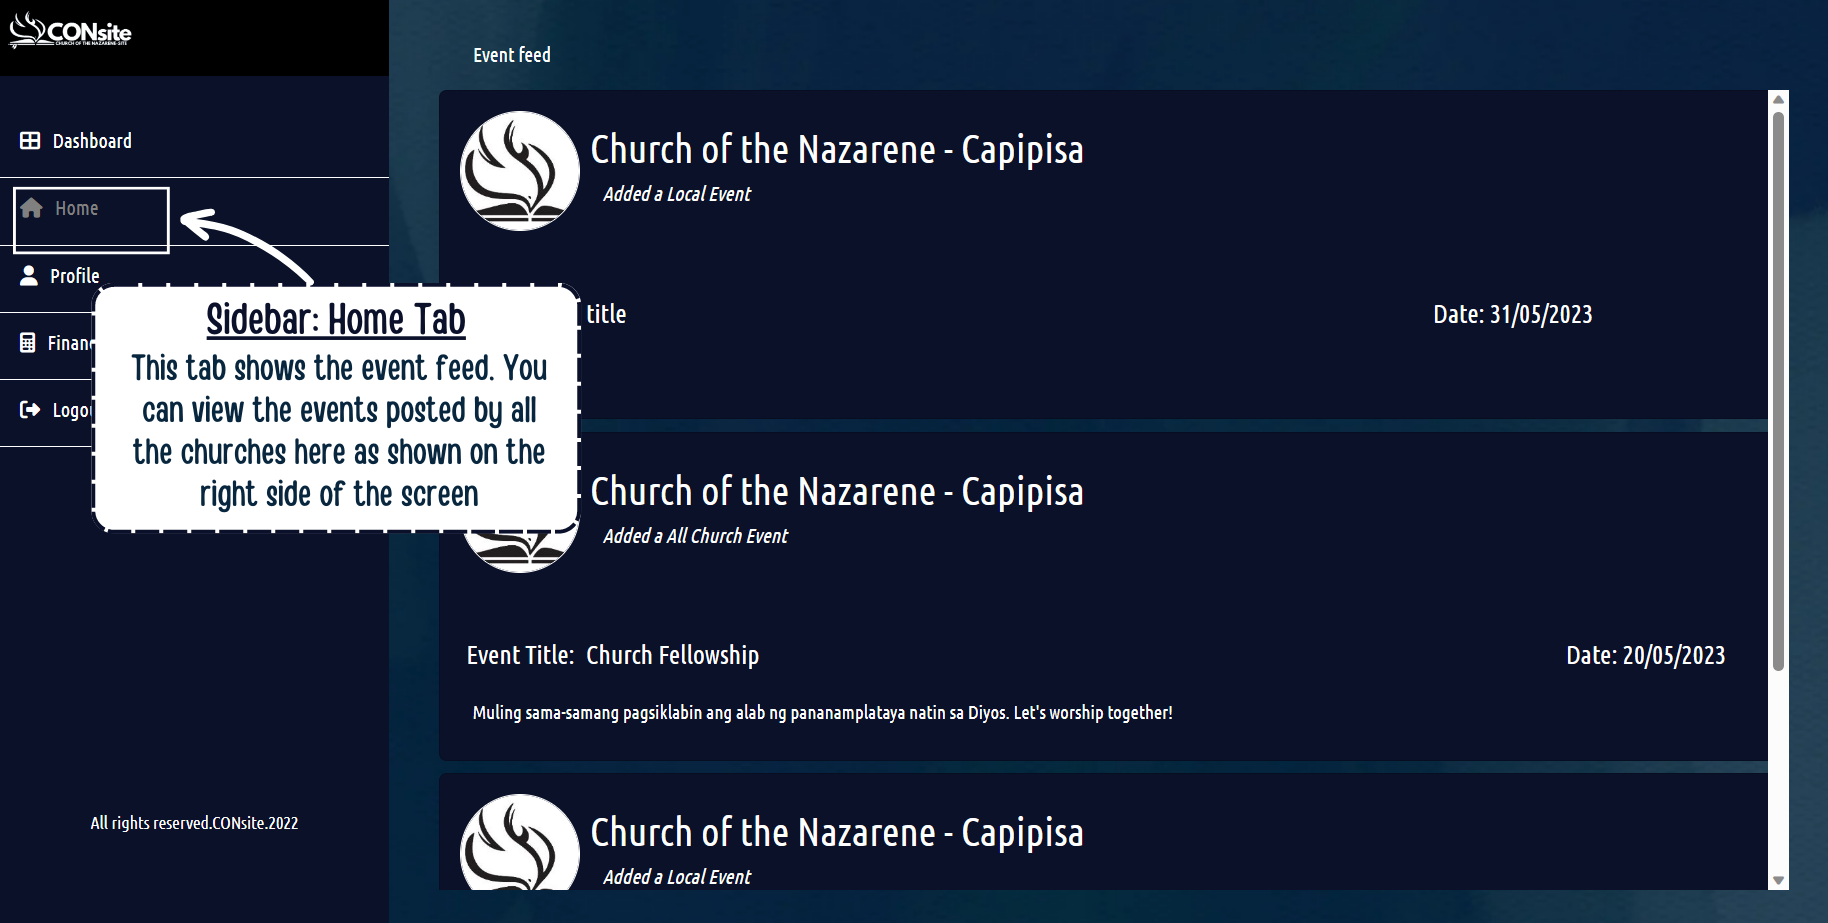 CONsite
CHURCH OF THE NAZARENE-SITE
Dashboard
Home
Profile
Financ
Logou
Sidebar: Home Tab
This tab shows the event feed. You
can view the events posted by all
the churches here as shown on the
right side of the screen
All rights reserved.CONsite.2022
Event feed
Church of the Nazarene - Capipisa
Added a Local Event
title
Date: 31/05/2023
Church of the Nazarene - Capipisa
Added a All Church Event
Event Title: Church Fellowship
Date: 20/05/2023
Muling sama-samang pagsiklabin ang alab ng pananamplataya natin sa Diyos. Let's worship together!
Church of the Nazarene - Capipisa
Added a Local Event